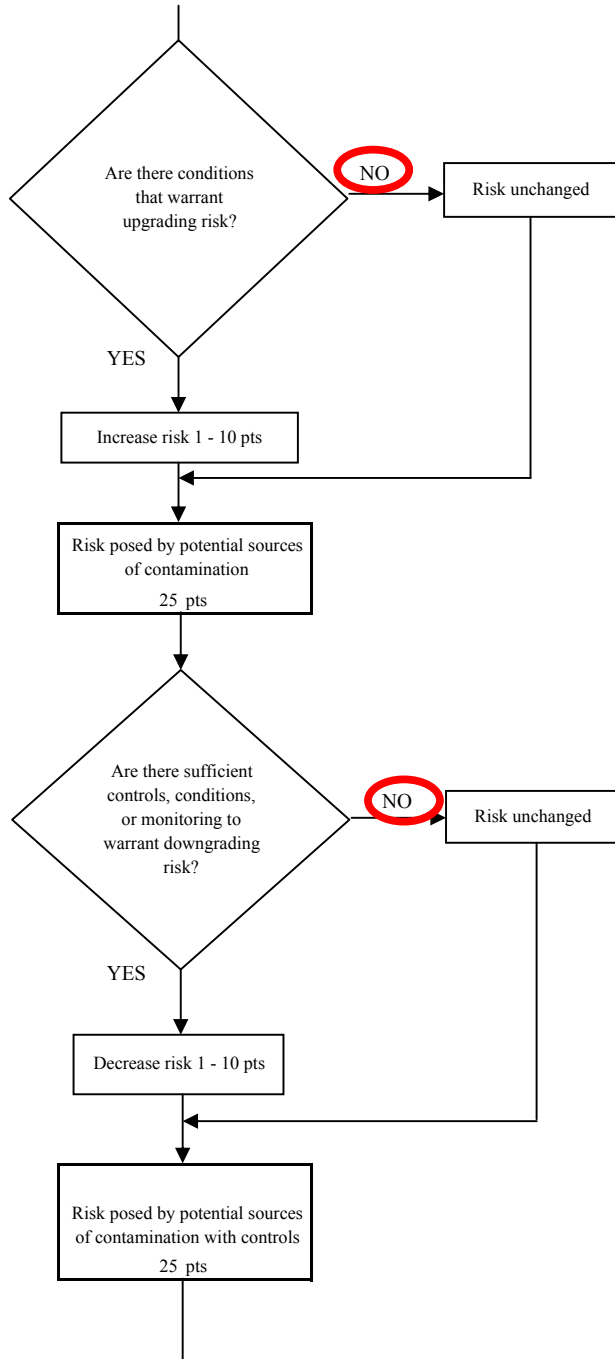 Are there conditions
that warrant
upgrading risk?
NO
Risk unchanged
YES
Increase risk 1 - 10 pts
Risk posed by potential sources
of contamination
25 pts
Are there sufficient
controls, conditions,
or monitoring to
warrant downgrading
risk?
NO
Risk unchanged
YES
Decrease risk 1 - 10 pts
Risk posed by potential sources
of contamination with controls
25 pts